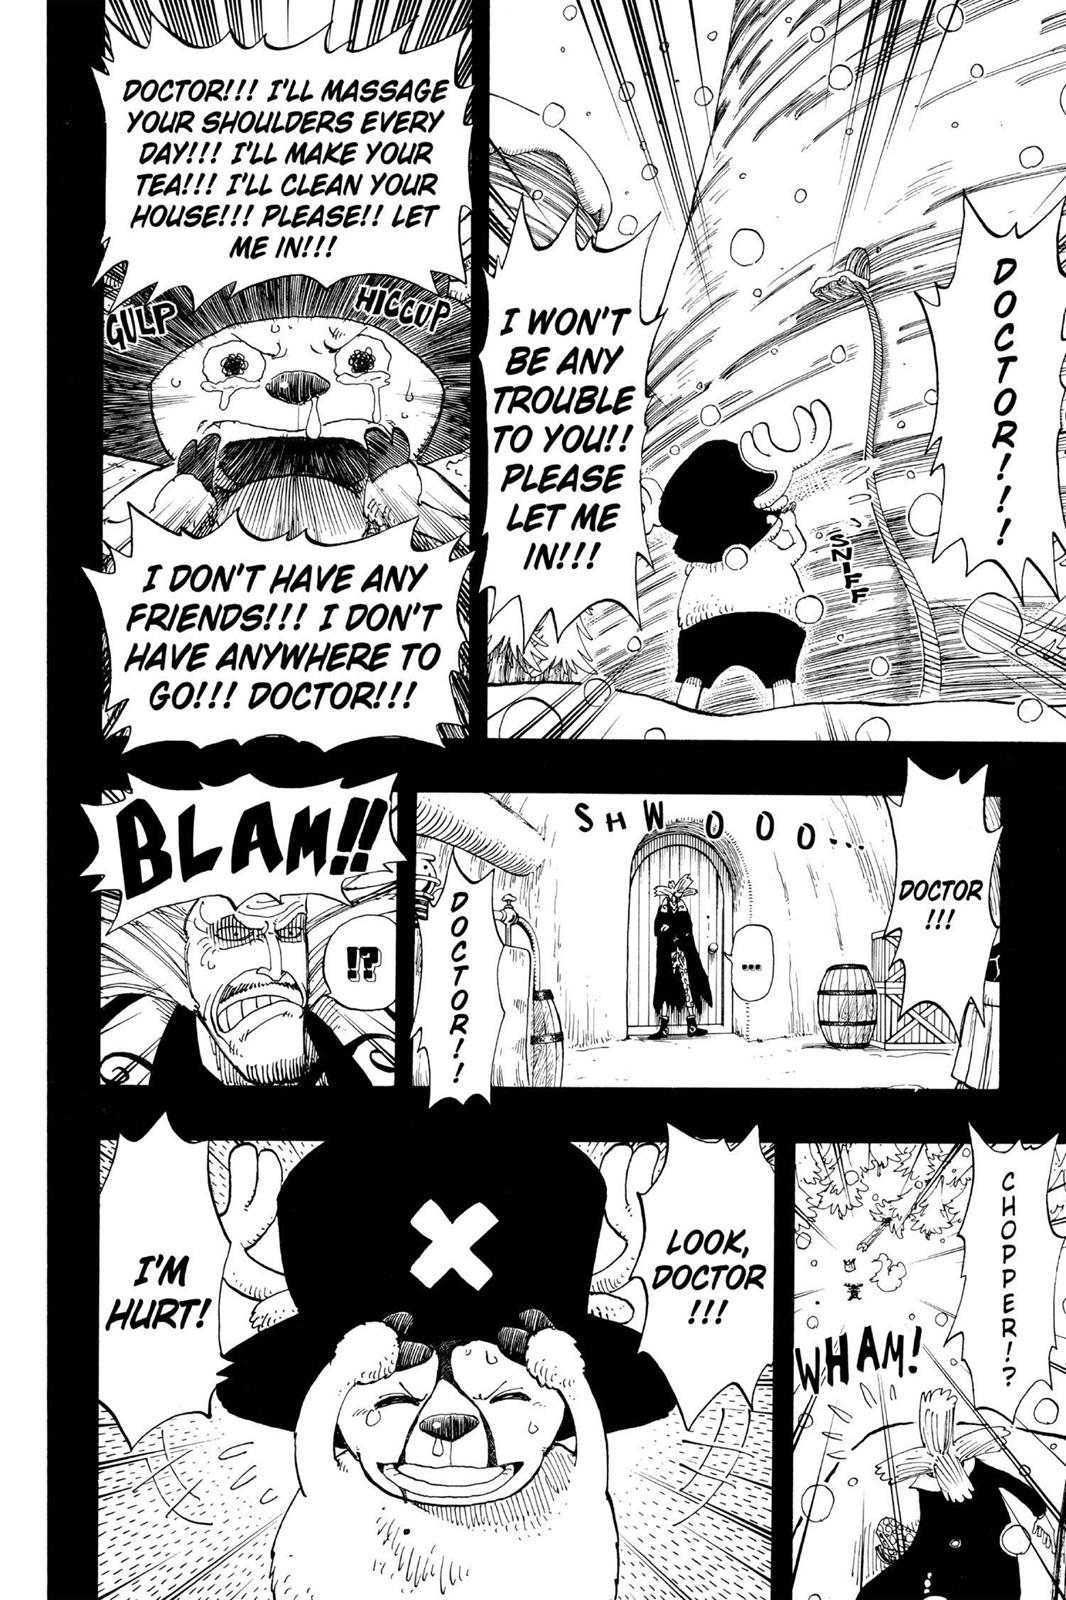 DOCTOR!!!
I WON'T
BE ANY
TROUBLE
TO YOU!!
PLEASE
LET ME
IN!!!
SNIFF
DOCTOR!!! I'LL MASSAGE
YOUR SHOULDERS EVERY
DAY!!! I'LL MAKE YOUR
TEA!!! I'LL CLEAN YOUR
HOUSE!!! PLEASE!! LET
ME IN!!!
HICCUP
GULP
I DON'T HAVE ANY
FRIENDS!!! I DON'T
HAVE ANYWHERE TO
GO!!! DOCTOR!!!
DOCTOR
!!!
SHWOOO...
...
DOCTOR!!
BLAM!!
!?
CHOPPER!?
WHAM!
LOOK,
DOCTOR
!!!
I'M
HURT!